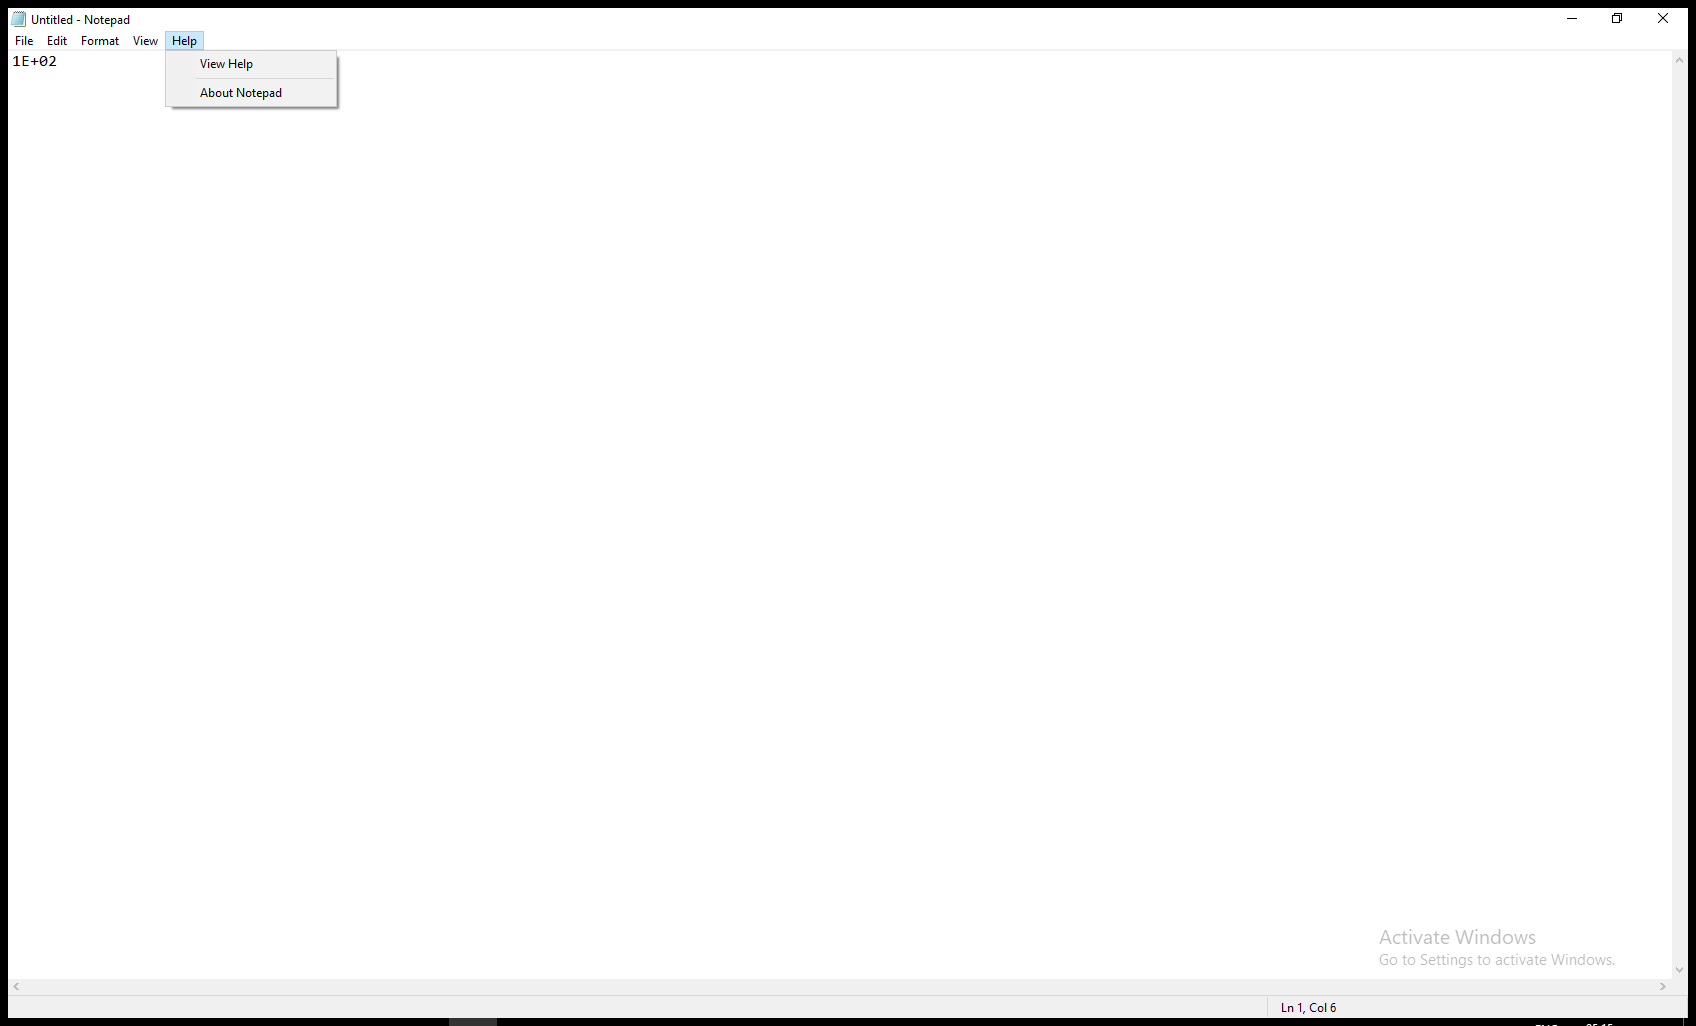 Untitled - Notepad
File Edit Format View Help
1E+02
View Help
About Notepad
Activate Windows
Go to Settings to activate Windows.
Ln 1, Col 6